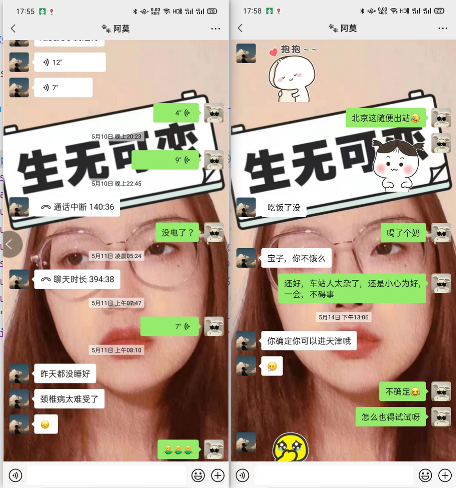 17:55
阿莫
12"
7"
4"
5月10日 晚上20:23
9"
生无可恋
5月10日 晚上22:45
通话中断 140:36
没电了？
5月11日 凌晨05:24
聊天时长 394:38
5月11日 上午07:47
7"
5月11日 上午08:10
昨天都没睡好
颈椎病太难受了
17:58
阿莫
抱抱~~
北京这随便出站
生无可恋
吃饭了没
喝了个奶
宝子，你不饿么
还好，车站人太杂了，还是小心为好，
一会，不碍事
5月14日 下午13:05
你确定你可以进天津哦
不确定
怎么也得试试呀